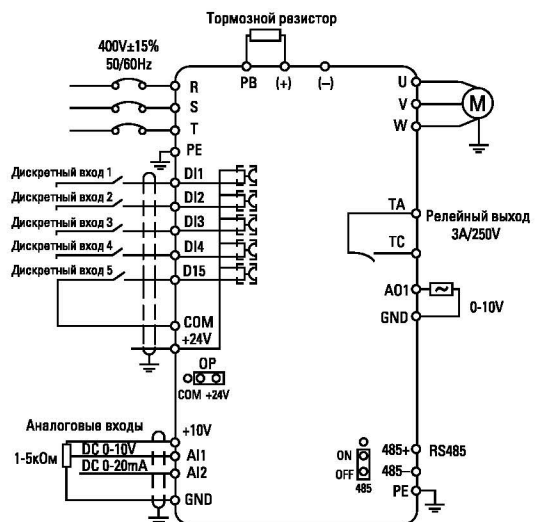 Тормозной резистор
400V±15%
50/60Hz
PB (+) (–)
R
S
T
PE
U
V
W
M
Дискретный вход 1 DI1
Дискретный вход 2 DI2
Дискретный вход 3 DI3
Дискретный вход 4 DI4
Дискретный вход 5 D15
COM
+24V
OP
COM +24V
TA
Релейный выход
3A/250V
TC
AO1
0-10V
GND
Аналоговые входы
+10V
DC 0-10V AI1
1-5кОм
DC 0-20mA AI2
GND
ON
OFF
485
485+ RS485
485–
PE